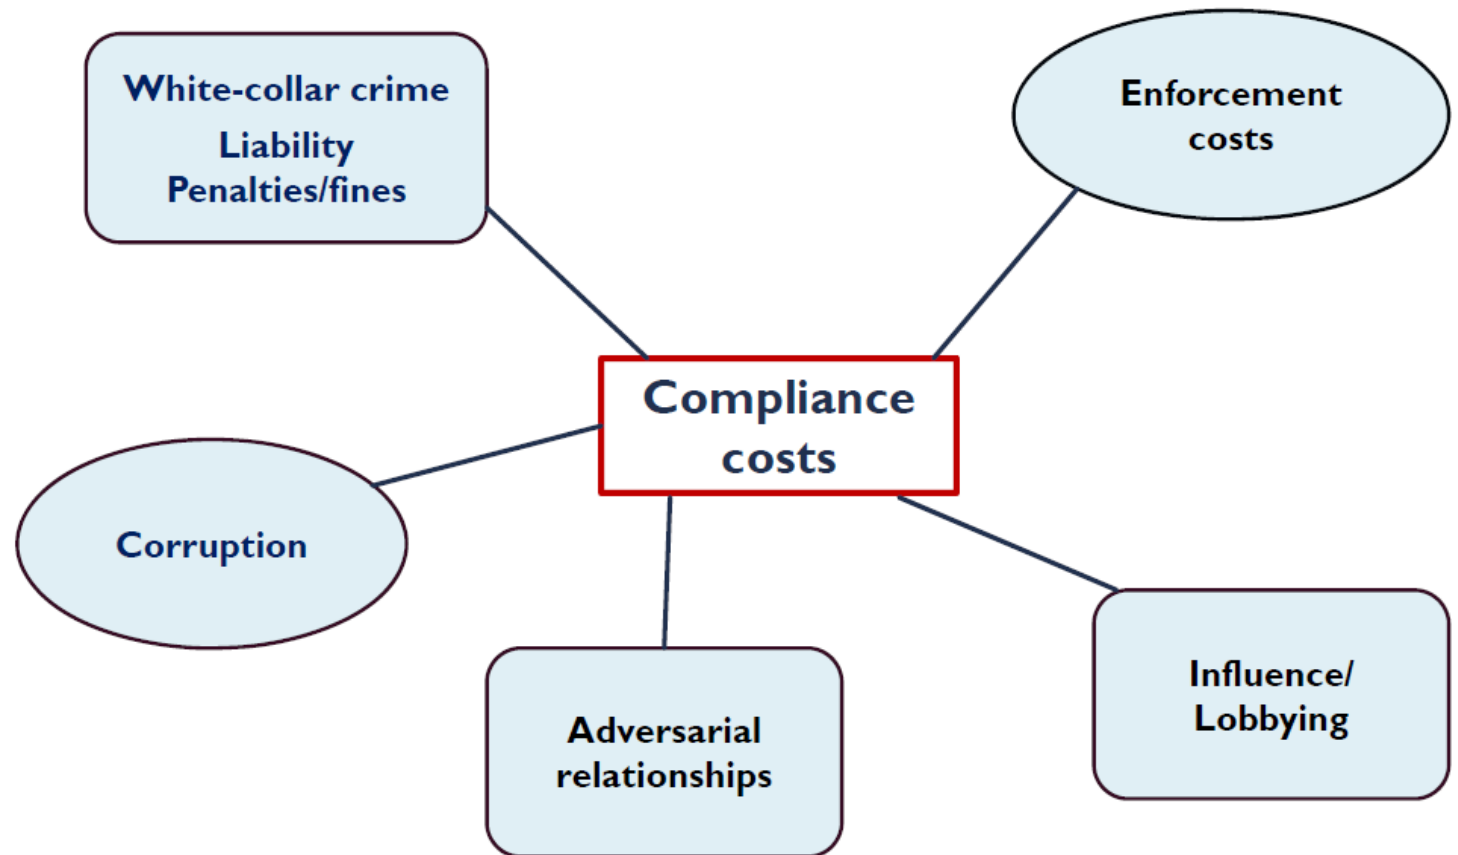 White-collar crime
Liability
Penalties/fines
Enforcement
costs
Compliance
costs
Corruption
Adversarial
relationships
Influence/
Lobbying